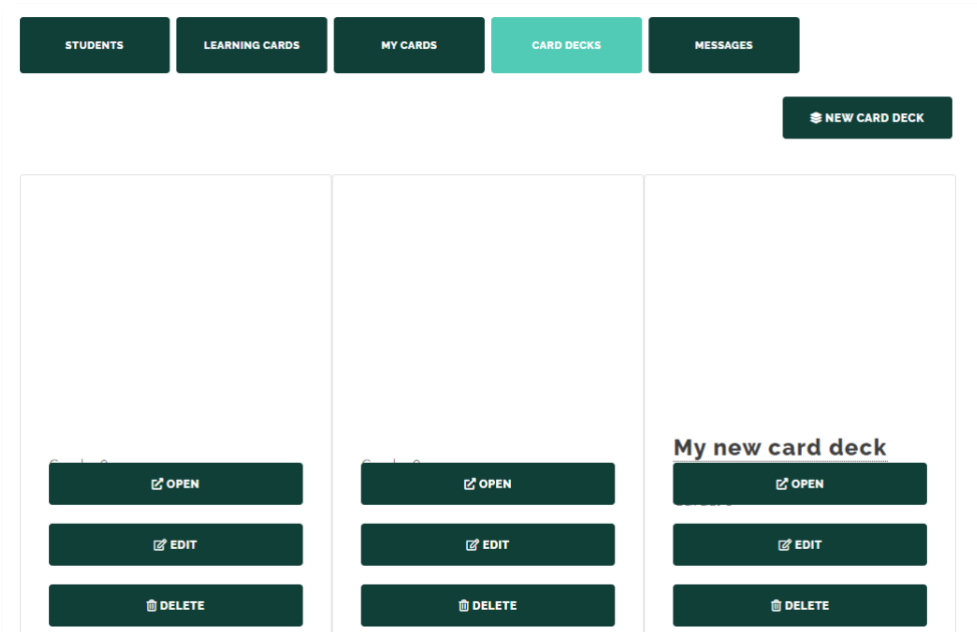 STUDENTS LEARNING CARDS MY CARDS CARD DECKS MESSAGES
NEW CARD DECK
My new card deck
OPEN OPEN OPEN
EDIT EDIT EDIT
DELETE DELETE DELETE